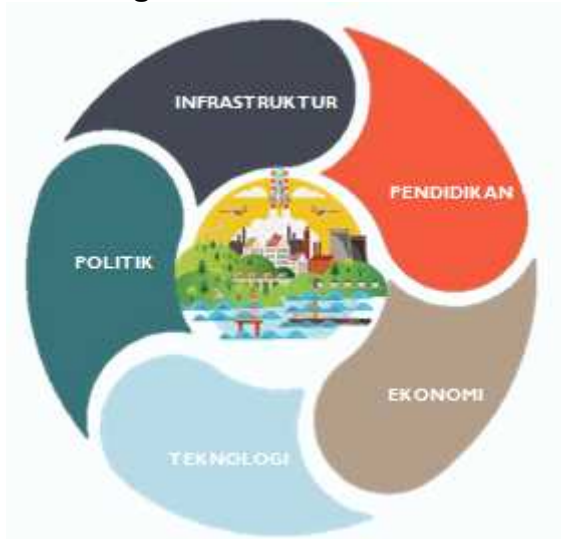 INFRASTRUKTUR
PENDIDIKAN
POLITIK
EKONOMI
TEKNOLOGI